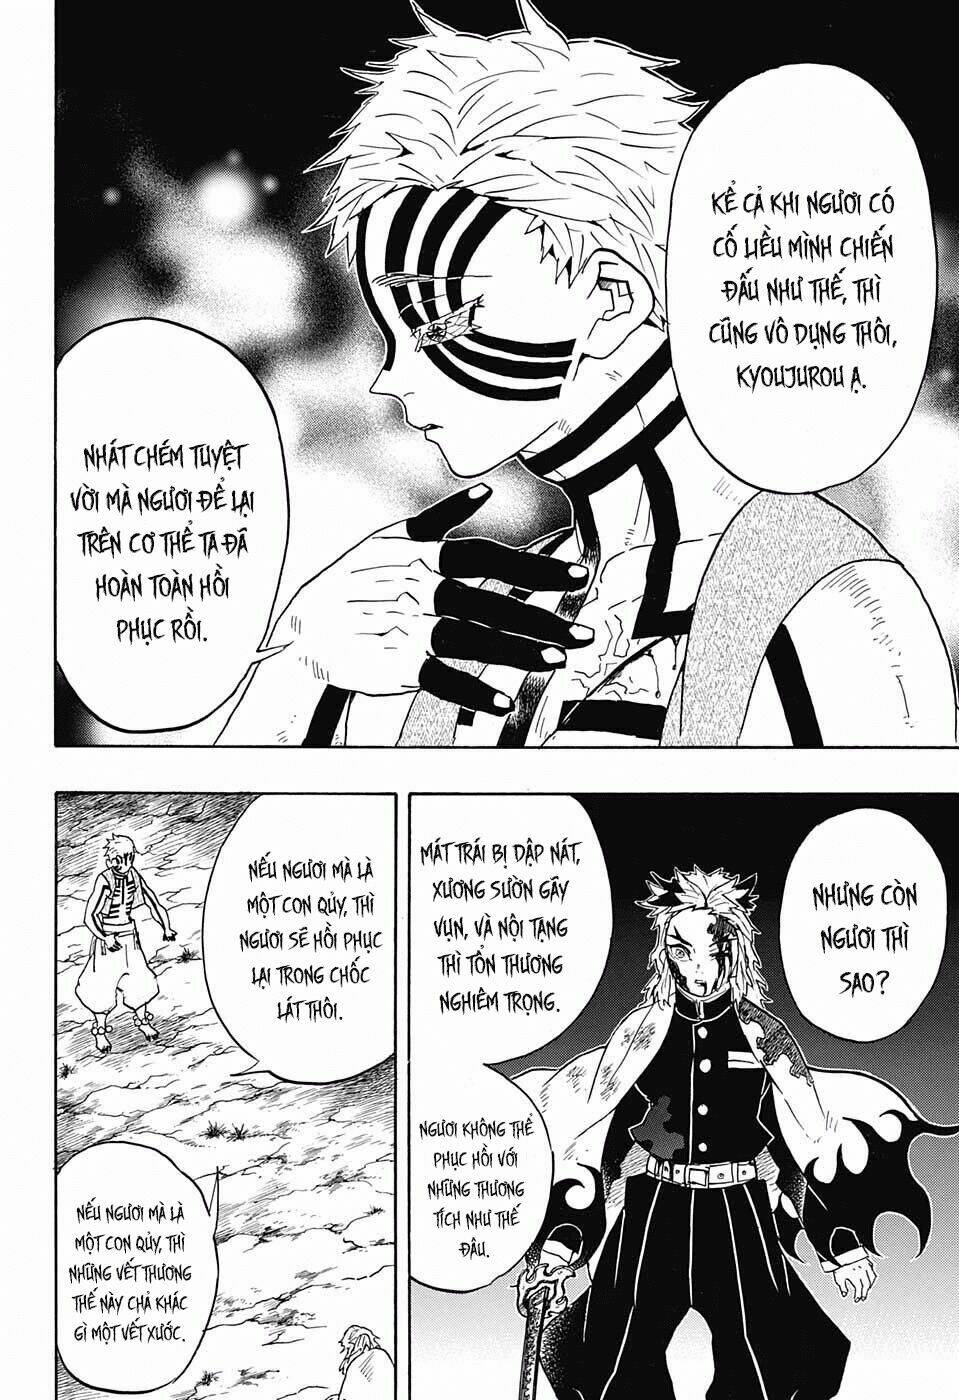 KỂ CẢ KHI NGƯƠI CÓ
CỐ LIỀU MÌNH CHIẾN
ĐẤU NHƯ THẾ, THÌ
CŨNG VÔ DỤNG THÔI,
KYOUJUROU Ạ.
NHÁT CHÉM TUYỆT
VỜI MÀ NGƯƠI ĐỂ LẠI
TRÊN CƠ THỂ TA ĐÃ
HOÀN TOÀN HỒI
PHỤC RỒI.
NHƯNG CÒN
NGƯƠI THÌ
SAO?
MÁT TRÁI BỊ DẬP NÁT,
XƯƠNG SƯỜN GÃY
VỤN, VÀ NỘI TẠNG
THÌ TỔN THƯƠNG
NGHIÊM TRỌNG.
NGƯƠI KHÔNG THỂ
PHỤC HỒI VỚI
NHỮNG THƯƠNG
TÍCH NHƯ THẾ
ĐÂU.
NẾU NGƯƠI MÀ LÀ
MỘT CON QỦY, THÌ
NGƯƠI SẼ HỒI PHỤC
LẠI TRONG CHỐC
LÁT THÔI.
NẾU NGƯƠI MÀ LÀ
MỘT CON QỦY, THÌ
NHỮNG VẾT THƯƠNG
THẾ NÀY CHẢ KHÁC
GÌ MỘT VẾT XƯỚC.